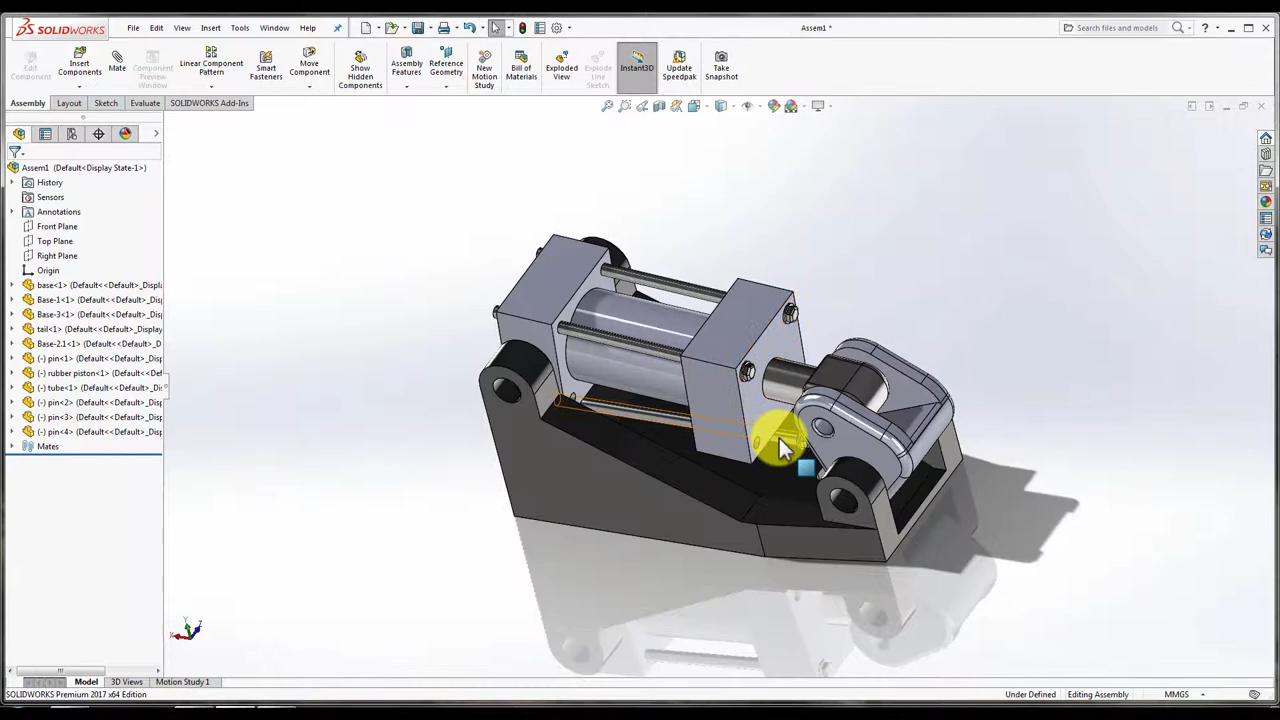 SOLIDWORKS
File Edit View Insert Tools Window Help
Assem1 *
Search files and models
Edit Component
Insert Components
Mate
Component Preview Window
Linear Component Pattern
Smart Fasteners
Move Component
Show Hidden Components
Assembly Features
Reference Geometry
New Motion Study
Bill of Materials
Exploded View
Explode Line Sketch
Instant3D
Update Speedpak
Take Snapshot
Assembly Layout Sketch Evaluate SOLIDWORKS Add-Ins
Assem1 (Default<Display State-1>)
History
Sensors
Annotations
Front Plane
Top Plane
Right Plane
Origin
base<1> (Default<<Default>_Displa
Base-1<1> (Default<<Default>_Dis
Base-3<1> (Default<<Default>_Dis
tail<1> (Default<<Default>_Display
Base-2.1<1> (Default<<Default>_D
(-) pin<1> (Default<<Default>_Disp
(-) rubber piston<1> (Default<<Def
(-) tube<1> (Default<<Default>_Dis
(-) pin<2> (Default<<Default>_Disp
(-) pin<3> (Default<<Default>_Disp
(-) pin<4> (Default<<Default>_Disp
Mates
Y
X
Z
Model 3D Views Motion Study 1
SOLIDWORKS Premium 2017 x64 Edition
Under Defined Editing Assembly MMGS